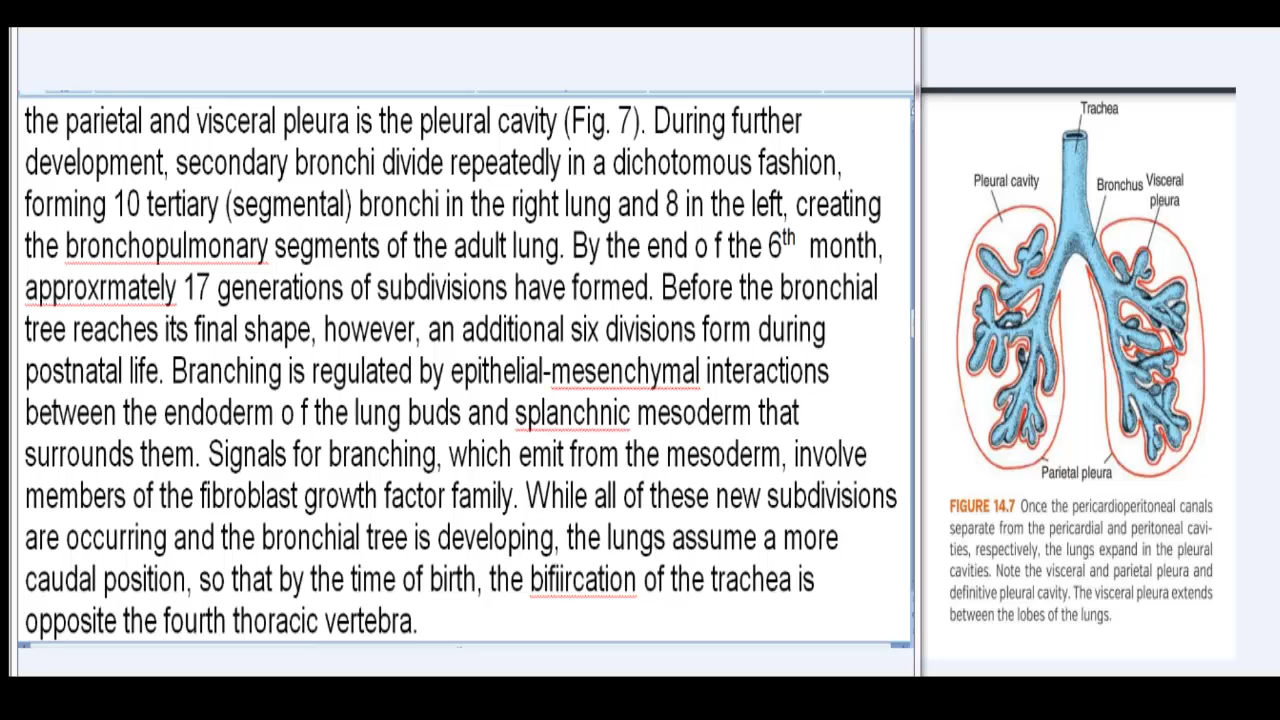 the parietal and visceral pleura is the pleural cavity (Fig. 7). During further
development, secondary bronchi divide repeatedly in a dichotomous fashion,
forming 10 tertiary (segmental) bronchi in the right lung and 8 in the left, creating
the bronchopulmonary segments of the adult lung. By the end o f the 6th month,
approxrmately 17 generations of subdivisions have formed. Before the bronchial
tree reaches its final shape, however, an additional six divisions form during
postnatal life. Branching is regulated by epithelial-mesenchymal interactions
between the endoderm o f the lung buds and splanchnic mesoderm that
surrounds them. Signals for branching, which emit from the mesoderm, involve
members of the fibroblast growth factor family. While all of these new subdivisions
are occurring and the bronchial tree is developing, the lungs assume a more
caudal position, so that by the time of birth, the bifiircation of the trachea is
opposite the fourth thoracic vertebra.
Trachea
Pleural cavity
Bronchus
Visceral
pleura
Parietal pleura
FIGURE 14.7 Once the pericardioperitoneal canals
separate from the pericardial and peritoneal cavi-
ties, respectively, the lungs expand in the pleural
cavities. Note the visceral and parietal pleura and
definitive pleural cavity. The visceral pleura extends
between the lobes of the lungs.